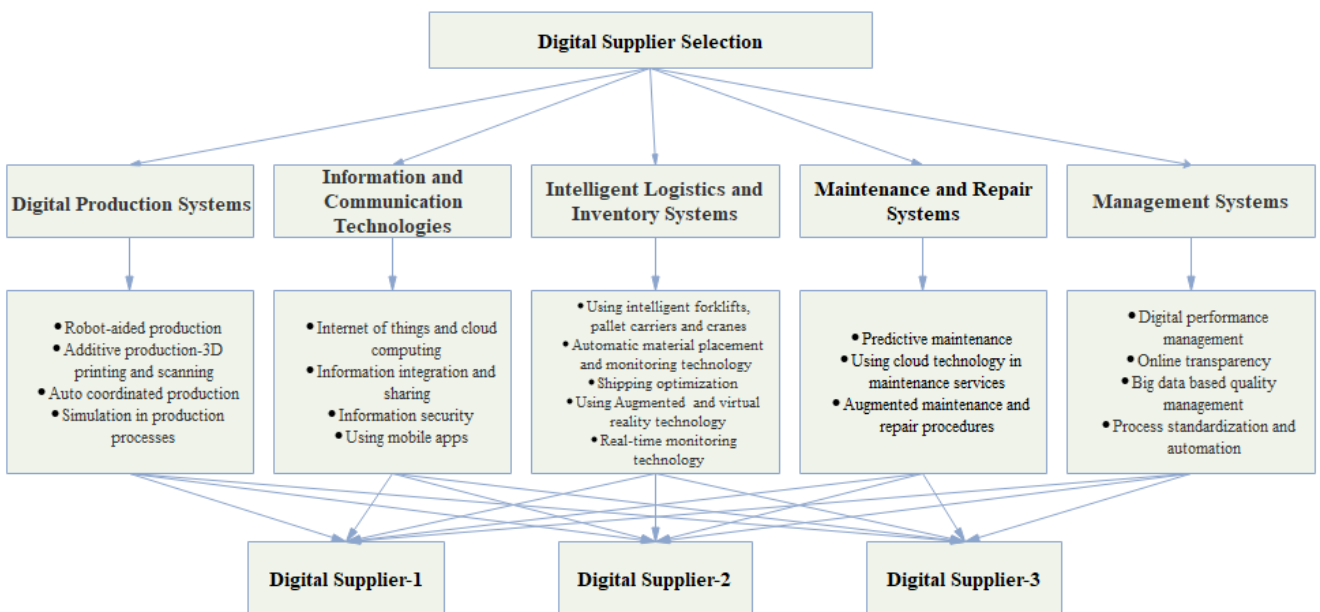 Digital Supplier Selection
Digital Production Systems
Information and
Communication
Technologies
Intelligent Logistics and
Inventory Systems
Maintenance and Repair
Systems
Management Systems
• Robot-aided production
• Additive production-3D
printing and scanning
• Auto coordinated production
• Simulation in production
processes
• Internet of things and cloud
computing
• Information integration and
sharing
• Information security
• Using mobile apps
• Using intelligent forklifts,
pallet carriers and cranes
• Automatic material placement
and monitoring technology
• Shipping optimization
• Using Augmented and virtual
reality technology
• Real-time monitoring
technology
• Predictive maintenance
• Using cloud technology in
maintenance services
• Augmented maintenance and
repair procedures
• Digital performance
management
• Online transparency
• Big data based quality
management
• Process standardization and
automation
Digital Supplier-1
Digital Supplier-2
Digital Supplier-3